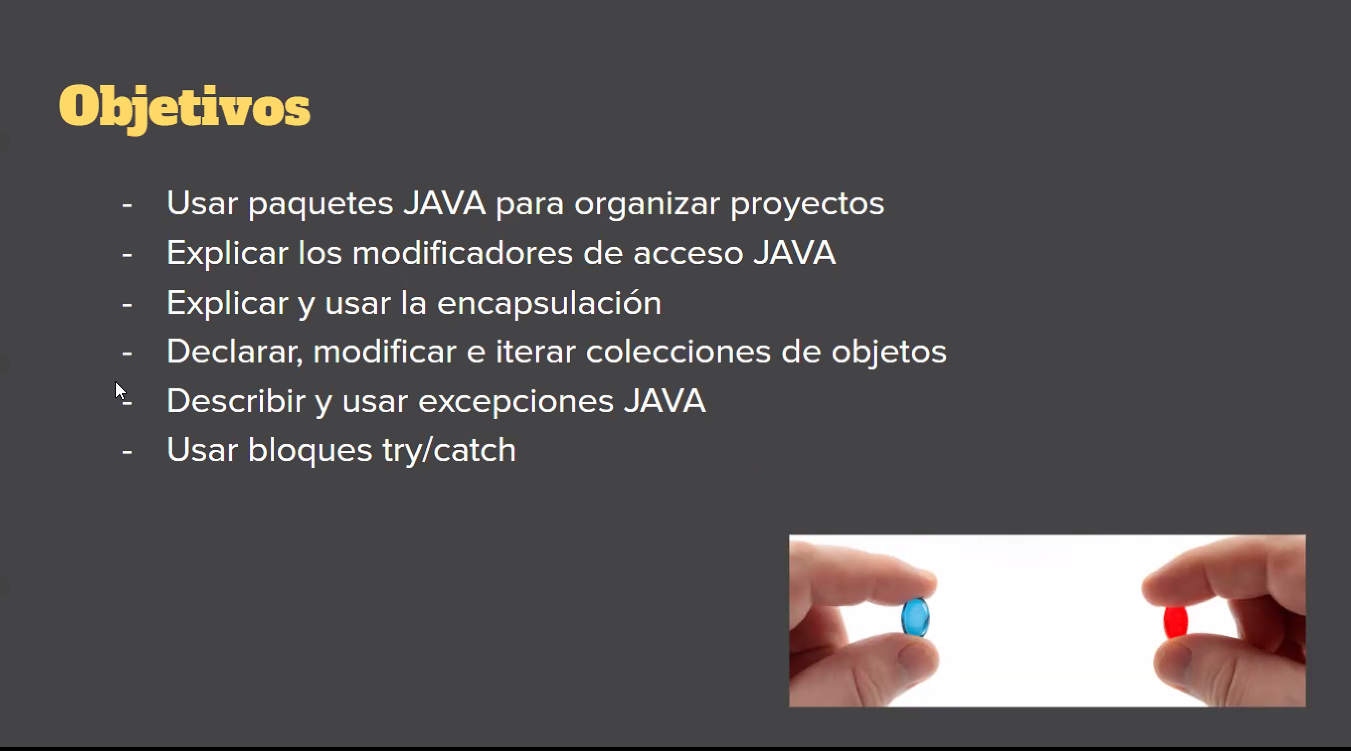 Objetivos
- Usar paquetes JAVA para organizar proyectos
- Explicar los modificadores de acceso JAVA
- Explicar y usar la encapsulación
- Declarar, modificar e iterar colecciones de objetos
- Describir y usar excepciones JAVA
- Usar bloques try/catch